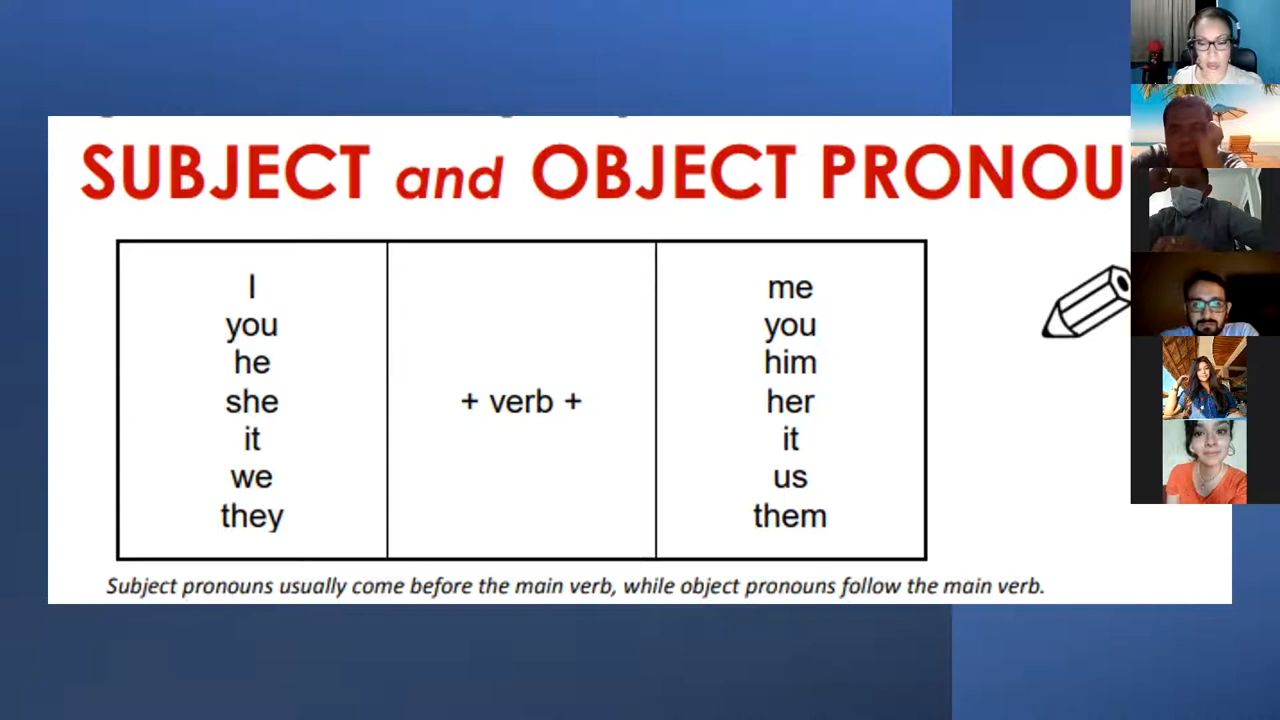 SUBJECT and OBJECT PRONOU
I
you
he
she
it
we
they
+ verb +
me
you
him
her
it
us
them
Subject pronouns usually come before the main verb, while object pronouns follow the main verb.